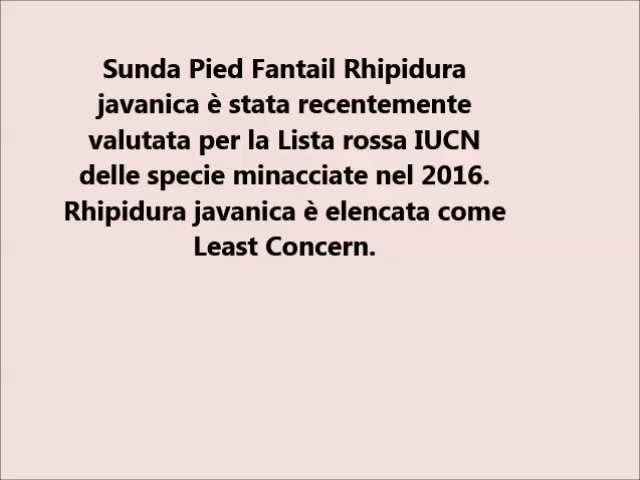 Sunda Pied Fantail Rhipidura
javanica è stata recentemente
valutata per la Lista rossa IUCN
delle specie minacciate nel 2016.
Rhipidura javanica è elencata come
Least Concern.